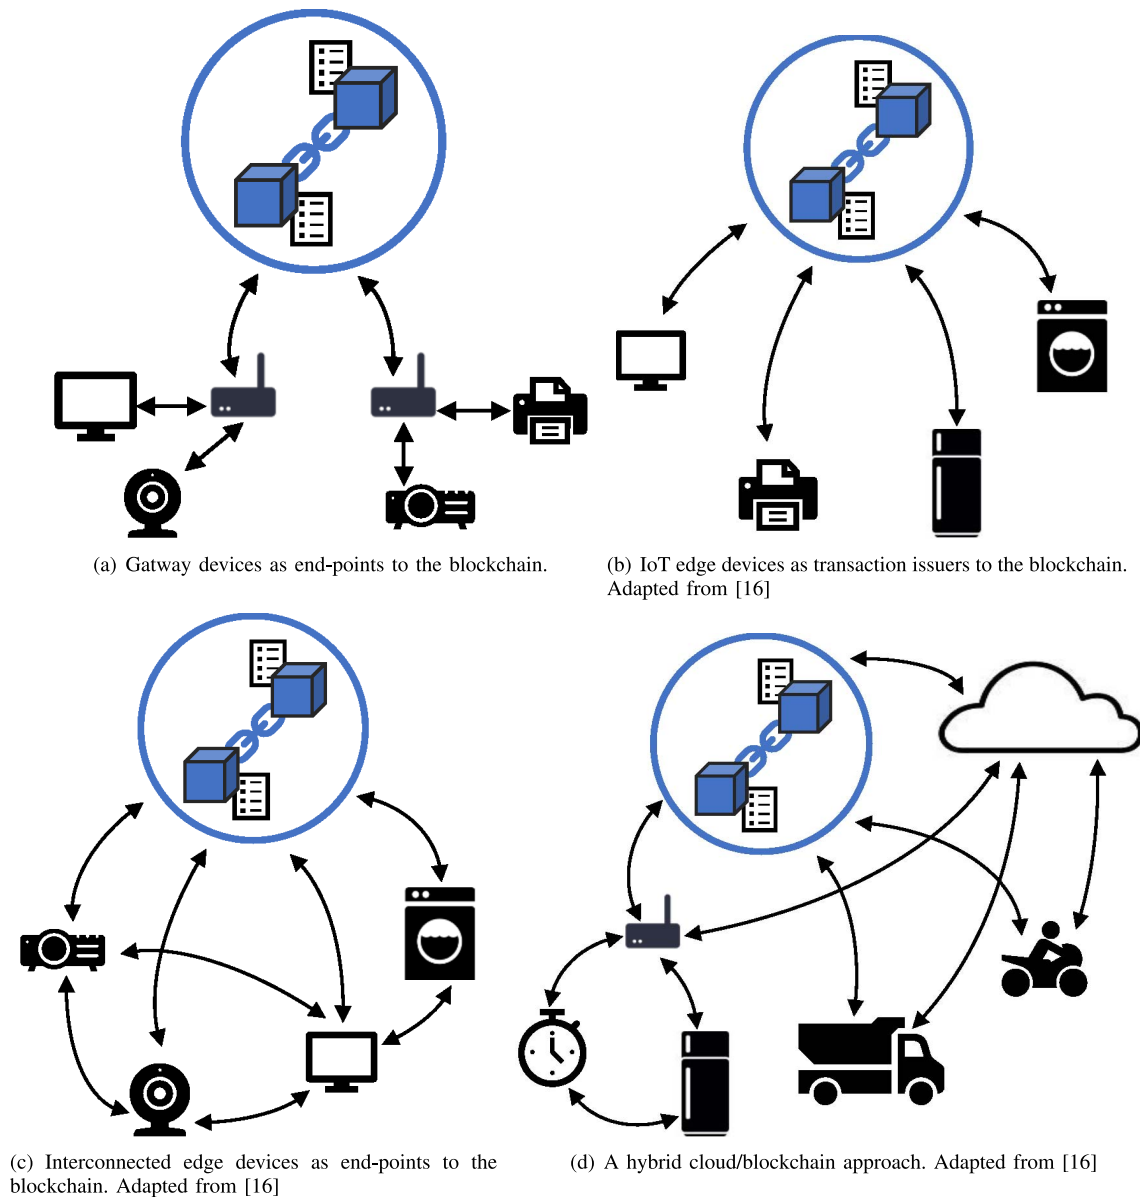 (a) Gatway devices as end-points to the blockchain.
(b) IoT edge devices as transaction issuers to the blockchain.
Adapted from [16]
(c) Interconnected edge devices as end-points to the
blockchain. Adapted from [16]
(d) A hybrid cloud/blockchain approach. Adapted from [16]